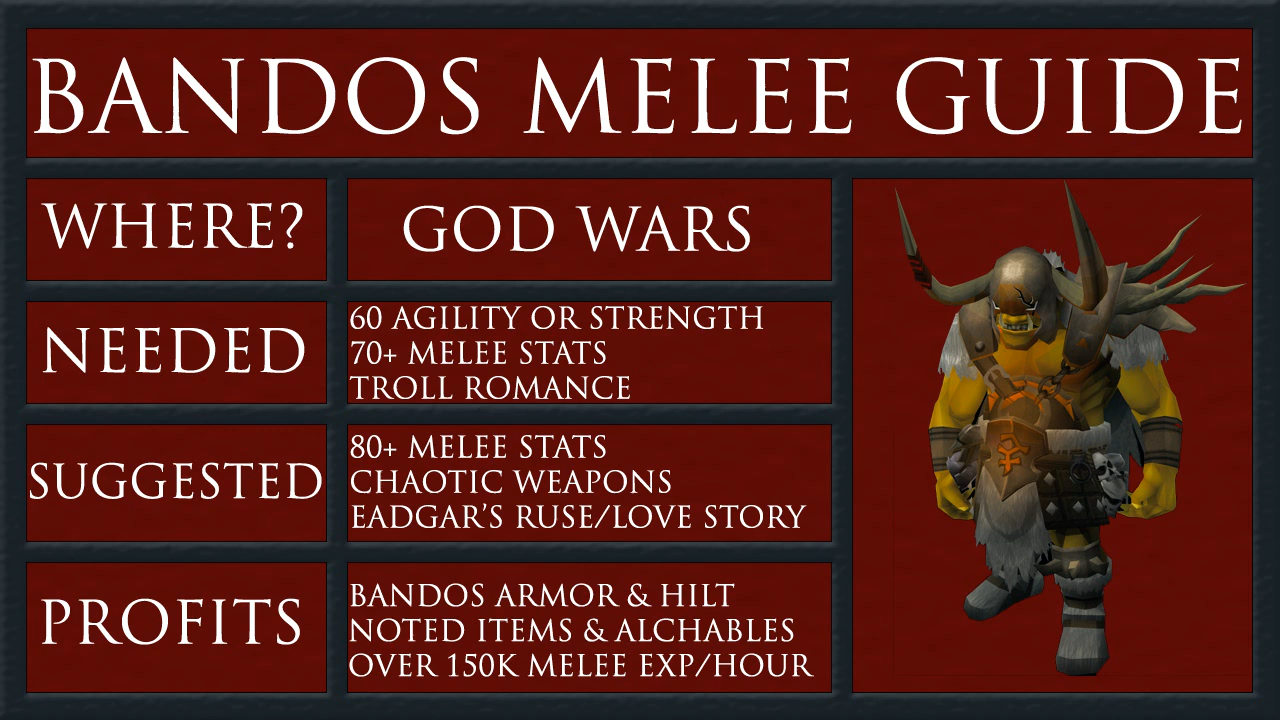 BANDOS MELEE GUIDE
WHERE?
GOD WARS
NEEDED
60 AGILITY OR STRENGTH
70+ MELEE STATS
TROLL ROMANCE
SUGGESTED
80+ MELEE STATS
CHAOTIC WEAPONS
EADGAR'S RUSE/LOVE STORY
PROFITS
BANDOS ARMOR & HILT
NOTED ITEMS & ALCHABLES
OVER 150K MELEE EXP/HOUR